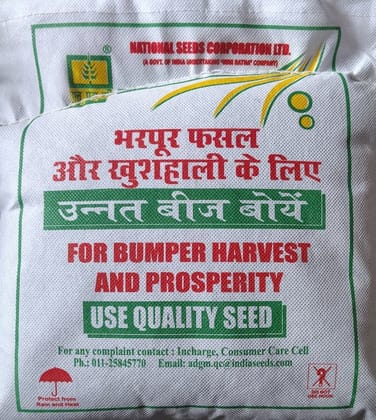 ®
NATIONAL SEEDS CORPORATION LTD.
(A GOVT. OF INDIA UNDERTAKING "MINI RATNA" COMPANY)
भरपूर फसल
और खुशहाली के लिए
उन्नत बीज बोयें
FOR BUMPER HARVEST
AND PROSPERITY
USE QUALITY SEED
For any complaint contact : Incharge, Consumer Care Cell
Ph.: 011-25845770 Email: adgm.qc@indiaseeds.com
Protect from
Rain and Heat
DO NOT
USE HOOK